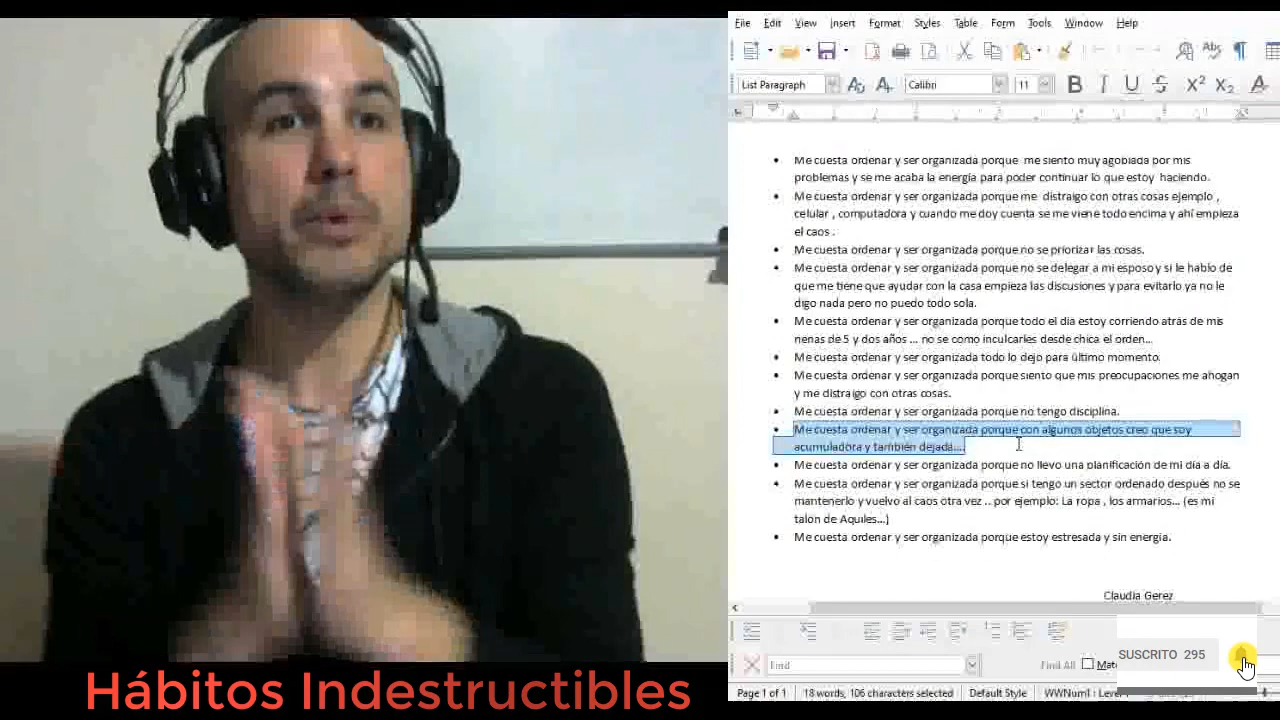 File Edit View Insert Format Styles Table Form Tools Window Help
List Paragraph Calibri 11
Me cuesta ordenar y ser organizada porque me siento muy agobiada por mis
problemas y se me acaba la energía para poder continuar lo que estoy haciendo.
Me cuesta ordenar y ser organizada porque me distraigo con otras cosas ejemplo ,
celular , computadora y cuando me doy cuenta se me viene todo encima y ahí empieza
el caos .
Me cuesta ordenar y ser organizada porque no se priorizar las cosas.
Me cuesta ordenar y ser organizada porque no se delegar a mi esposo y si le hablo de
que me tiene que ayudar con la casa empieza las discusiones y para evitarlo ya no le
digo nada pero no puedo todo sola.
Me cuesta ordenar y ser organizada porque todo el día estoy corriendo atrás de mis
nenas de 5 y dos años ... no se como inculcarles desde chica el orden...
Me cuesta ordenar y ser organizada todo lo dejo para último momento.
Me cuesta ordenar y ser organizada porque siento que mis preocupaciones me ahogan
y me distraigo con otras cosas.
Me cuesta ordenar y ser organizada porque no tengo disciplina.
Me cuesta ordenar y ser organizada porque con algunos objetos creo que soy
acumuladora y también dejada....
Me cuesta ordenar y ser organizada porque no llevo una planificación de mi día a día.
Me cuesta ordenar y ser organizada porque si tengo un sector ordenado después no se
mantenerlo y vuelvo al caos otra vez .. por ejemplo: La ropa , los armarios... (es mi
talón de Aquiles...)
Me cuesta ordenar y ser organizada porque estoy estresada y sin energía.
Claudia Gerez
SUSCRITO 295
Find Find All
Page 1 of 1 18 words, 106 characters selected Default Style
Hábitos Indestructibles